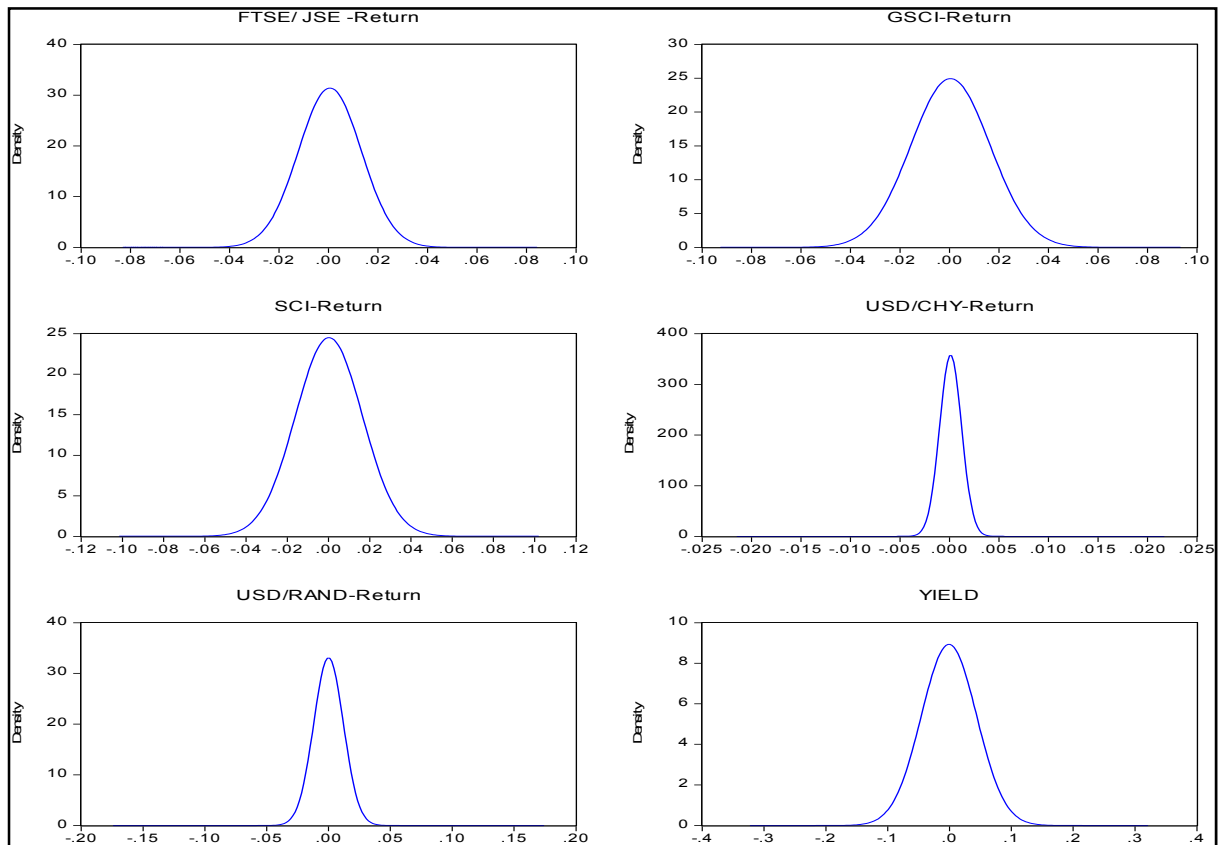 FTSE/ JSE -Return
GSCI-Return
40
30
20
10
0
Density
-.10 -.08 -.06 -.04 -.02 .00 .02 .04 .06 .08 .10
30
25
20
15
10
5
0
Density
-.10 -.08 -.06 -.04 -.02 .00 .02 .04 .06 .08 .10
SCI-Return
USD/CHY-Return
25
20
15
10
5
0
Density
-.12 -.10 -.08 -.06 -.04 -.02 .00 .02 .04 .06 .08 .10 .12
400
300
200
100
0
Density
-.025 -.020 -.015 -.010 -.005 .000 .005 .010 .015 .020 .025
USD/RAND-Return
YIELD
40
30
20
10
0
Density
-.20 -.15 -.10 -.05 .00 .05 .10 .15 .20
10
8
6
4
2
0
Density
-.4 -.3 -.2 -.1 .0 .1 .2 .3 .4